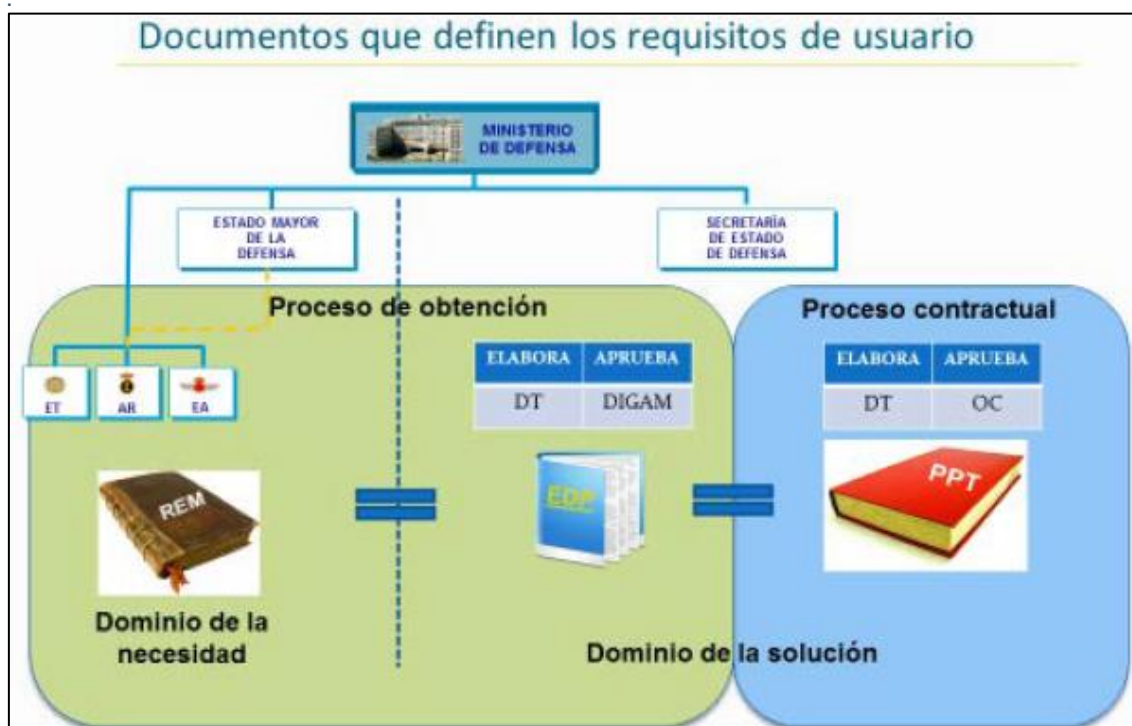 Documentos que definen los requisitos de usuario
MINISTERIO
DE DEFENSA
ESTADO MAYOR
DE LA
DEFENSA
SECRETARÍA
DE ESTADO
DE DEFENSA
Proceso de obtención
Proceso contractual
ET
AR
EA
ELABORA APRUEBA
DT DIGAM
ELABORA APRUEBA
DT OC
REM
EDP
PPT
Dominio de la
necesidad
Dominio de la solución